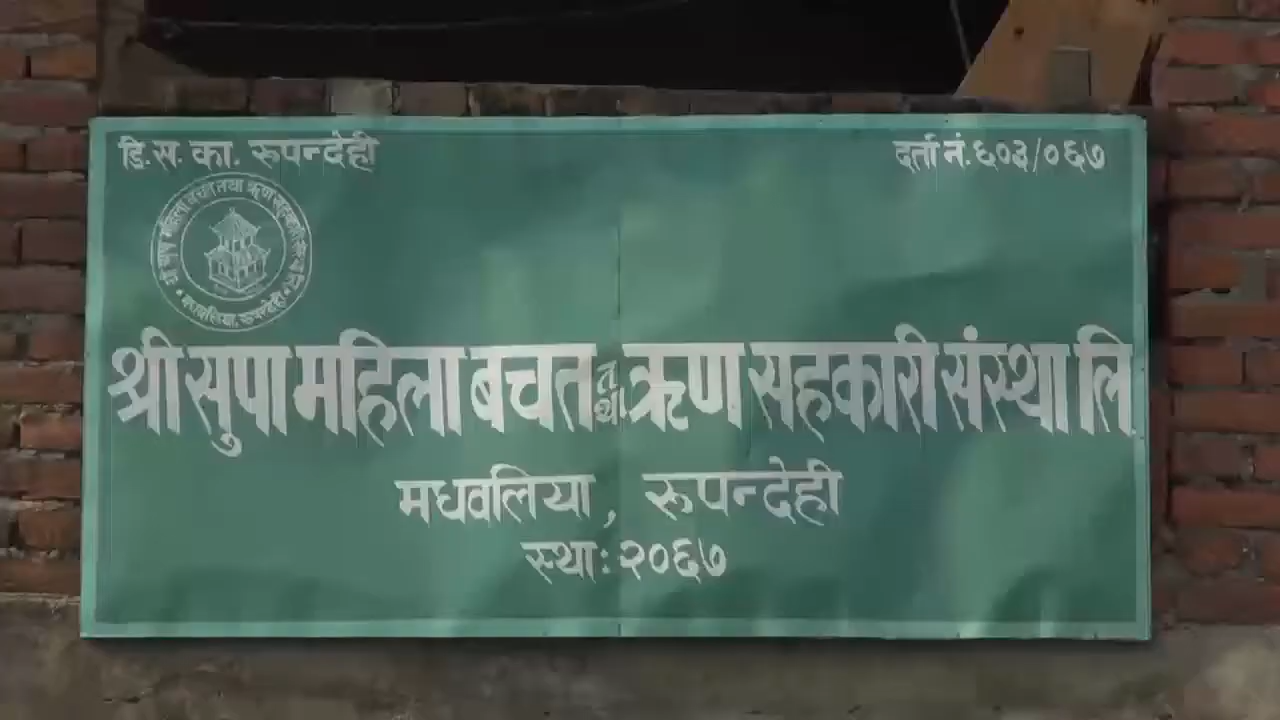 डि.स. का. रूपन्देही
दर्ता नं. ६०३/०६७
श्री सुपा महिला बचत तथा ऋण सहकारी संस्था लि
मधवलिया, रूपन्देही
स्था: २०६७